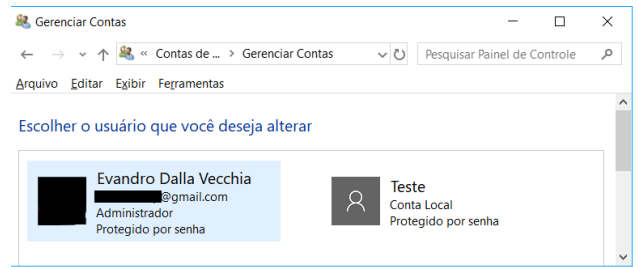 Gerenciar Contas
« Contas de ... > Gerenciar Contas
Pesquisar Painel de Controle
Arquivo Editar Exibir Ferramentas
Escolher o usuário que você deseja alterar
Evandro Dalla Vecchia
@gmail.com
Administrador
Protegido por senha
Teste
Conta Local
Protegido por senha